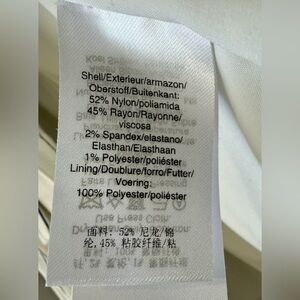 Shell/Exterieur/armazon/
Oberstoff/Buitenkant:
52% Nylon/poliamida
45% Rayon/Rayonne/
viscosa
2% Spandex/elastano/
Elasthan/Elasthaan
1% Polyester/poliéster
Lining/Doublure/forro/Futter/
Voering:
100% Polyester/poliéster
面料: 52% 尼龙/锦
纶, 45% 粘胶纤维/粘